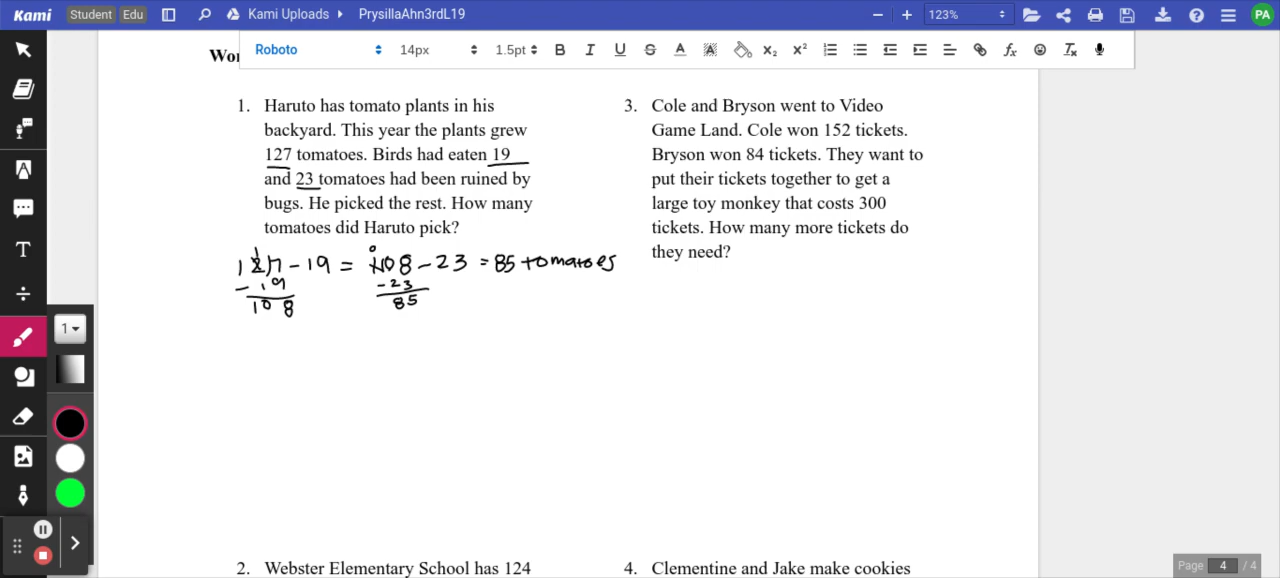 Kami Student Edu Kami Uploads PrysillaAhn3rdL19 123% PA
Roboto 14px 1.5pt B I U S A A X₂ X² fx Tx
1. Haruto has tomato plants in his
backyard. This year the plants grew
127 tomatoes. Birds had eaten 19
and 23 tomatoes had been ruined by
bugs. He picked the rest. How many
tomatoes did Haruto pick?
127 - 19 = 108 - 23 = 85 tomatoes
- 19 - 23
108 85
3. Cole and Bryson went to Video
Game Land. Cole won 152 tickets.
Bryson won 84 tickets. They want to
put their tickets together to get a
large toy monkey that costs 300
tickets. How many more tickets do
they need?
2. Webster Elementary School has 124
4. Clementine and Jake make cookies
1
Page 4 / 4